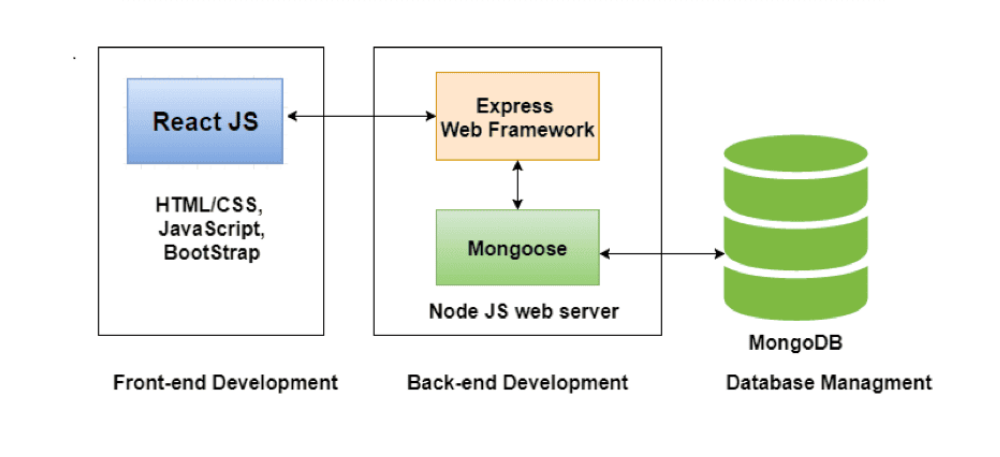 React JS
HTML/CSS,
JavaScript,
BootStrap
Front-end Development
Express
Web Framework
Mongoose
Node JS web server
Back-end Development
MongoDB
Database Managment